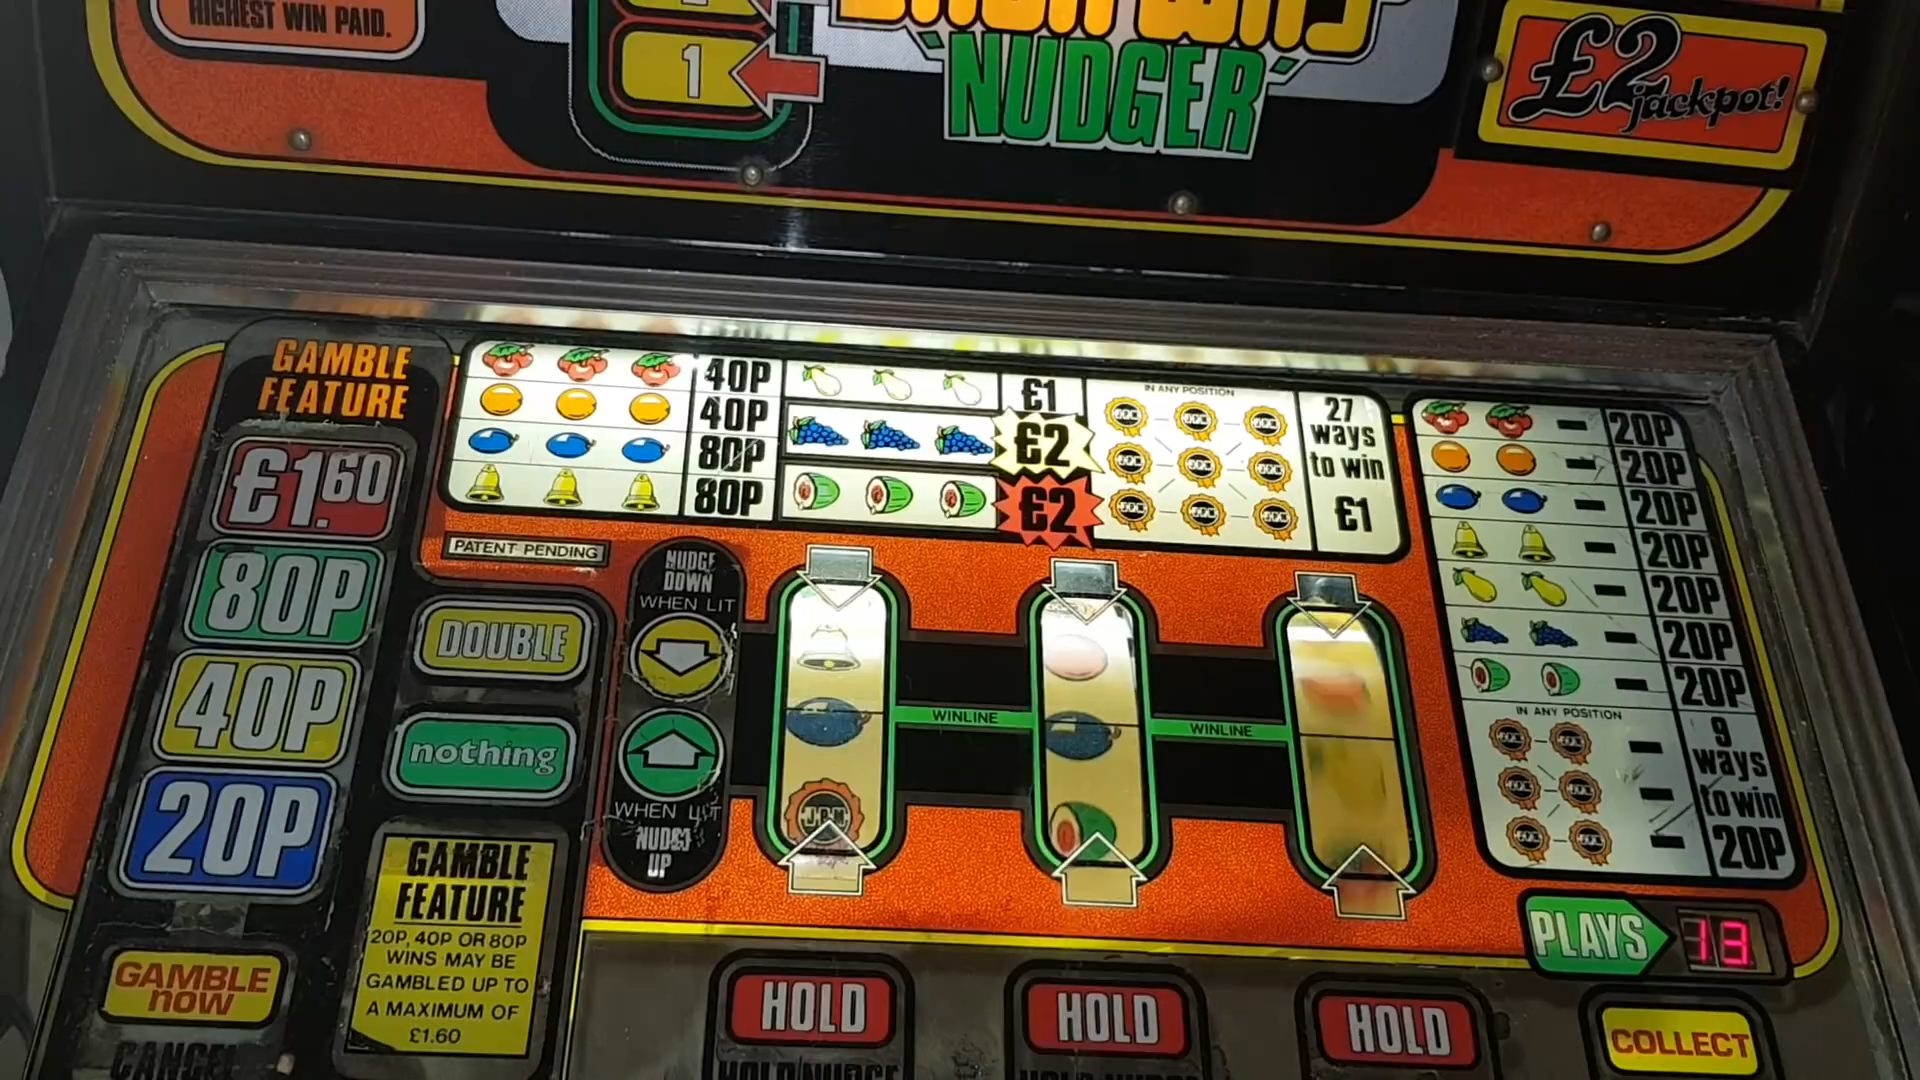 HIGHEST WIN PAID.
1
NUDGER
£2 jackpot!
GAMBLE
FEATURE
£1.60
80P
40P
20P
GAMBLE
now
DOUBLE
nothing
GAMBLE
FEATURE
20P, 40P OR 80P
WINS MAY BE
GAMBLED UP TO
A MAXIMUM OF
£1.60
40P
40P
80P
80P
£1
£2
£2
IN ANY POSITION
27
ways
to win
£1
PATENT PENDING
NUDGE
DOWN
WHEN LIT
WHEN LIT
NUDGE
UP
WINLINE
WINLINE
J.P.M
20P
20P
20P
20P
20P
20P
20P
IN ANY POSITION
9
ways
to win
20P
PLAYS
13
HOLD
HOLD
HOLD
COLLECT
CANCEL